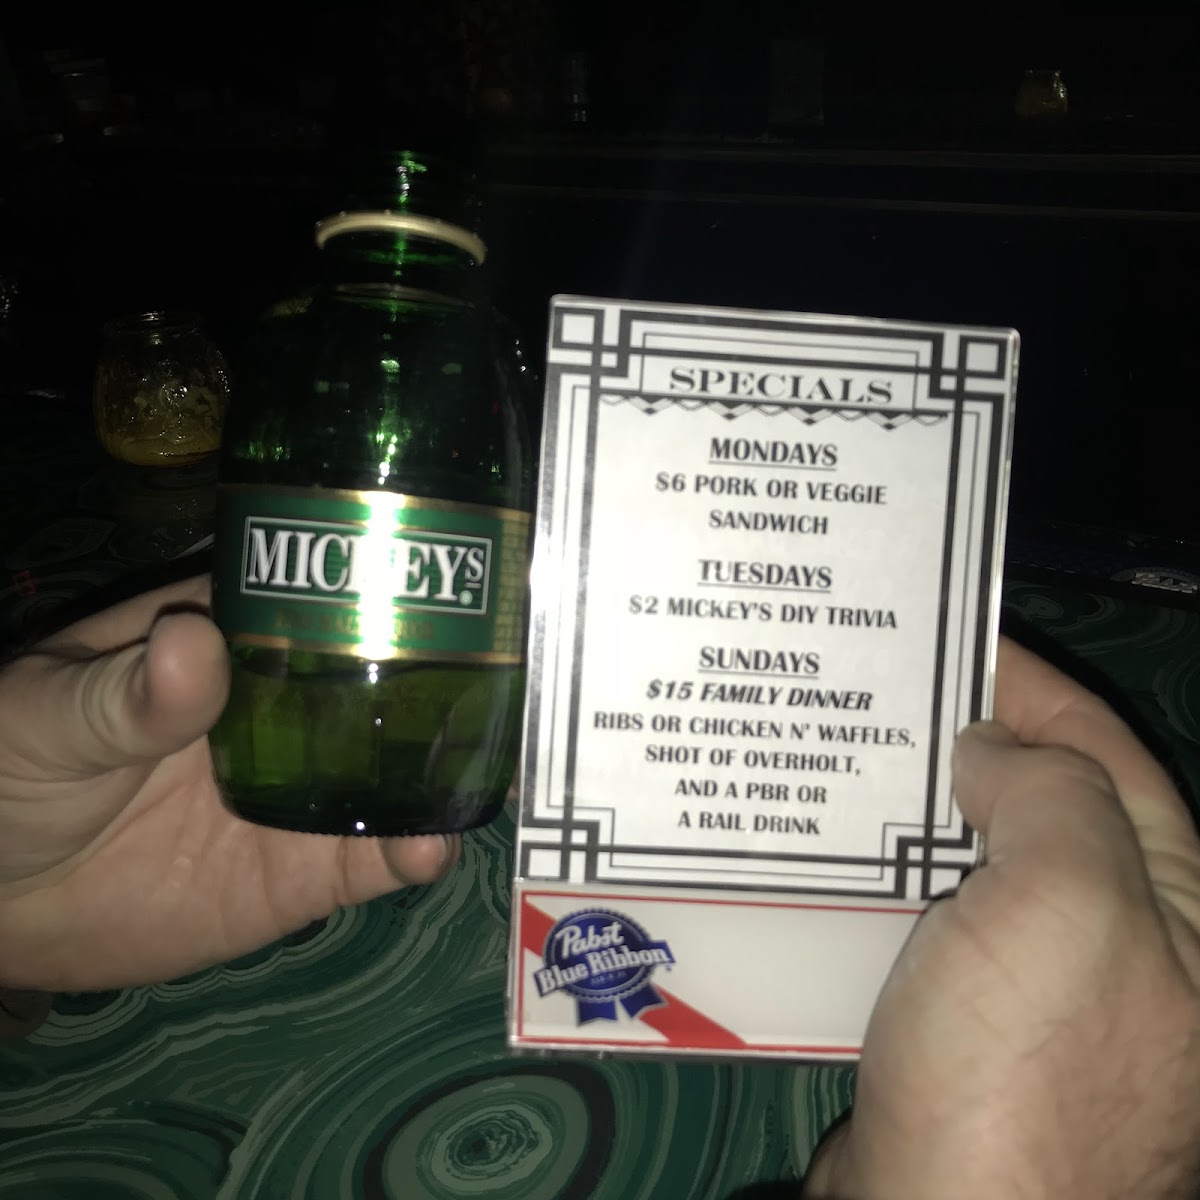 MICKEYS
SPECIALS
MONDAYS
$6 PORK OR VEGGIE
SANDWICH
TUESDAYS
$2 MICKEY'S DIY TRIVIA
SUNDAYS
$15 FAMILY DINNER
RIBS OR CHICKEN N' WAFFLES,
SHOT OF OVERHOLT,
AND A PBR OR
A RAIL DRINK
Pabst
Blue Ribbon